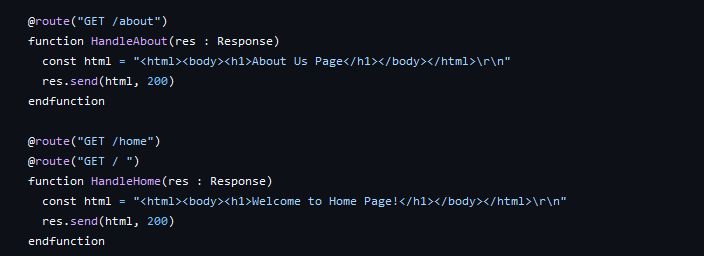 @route("GET /about")
function HandleAbout(res : Response)
  const html = "<html><body><h1>About Us Page</h1></body></html>\r\n"
  res.send(html, 200)
endfunction

@route("GET /home")
@route("GET / ")
function HandleHome(res : Response)
  const html = "<html><body><h1>Welcome to Home Page!</h1></body></html>\r\n"
  res.send(html, 200)
endfunction